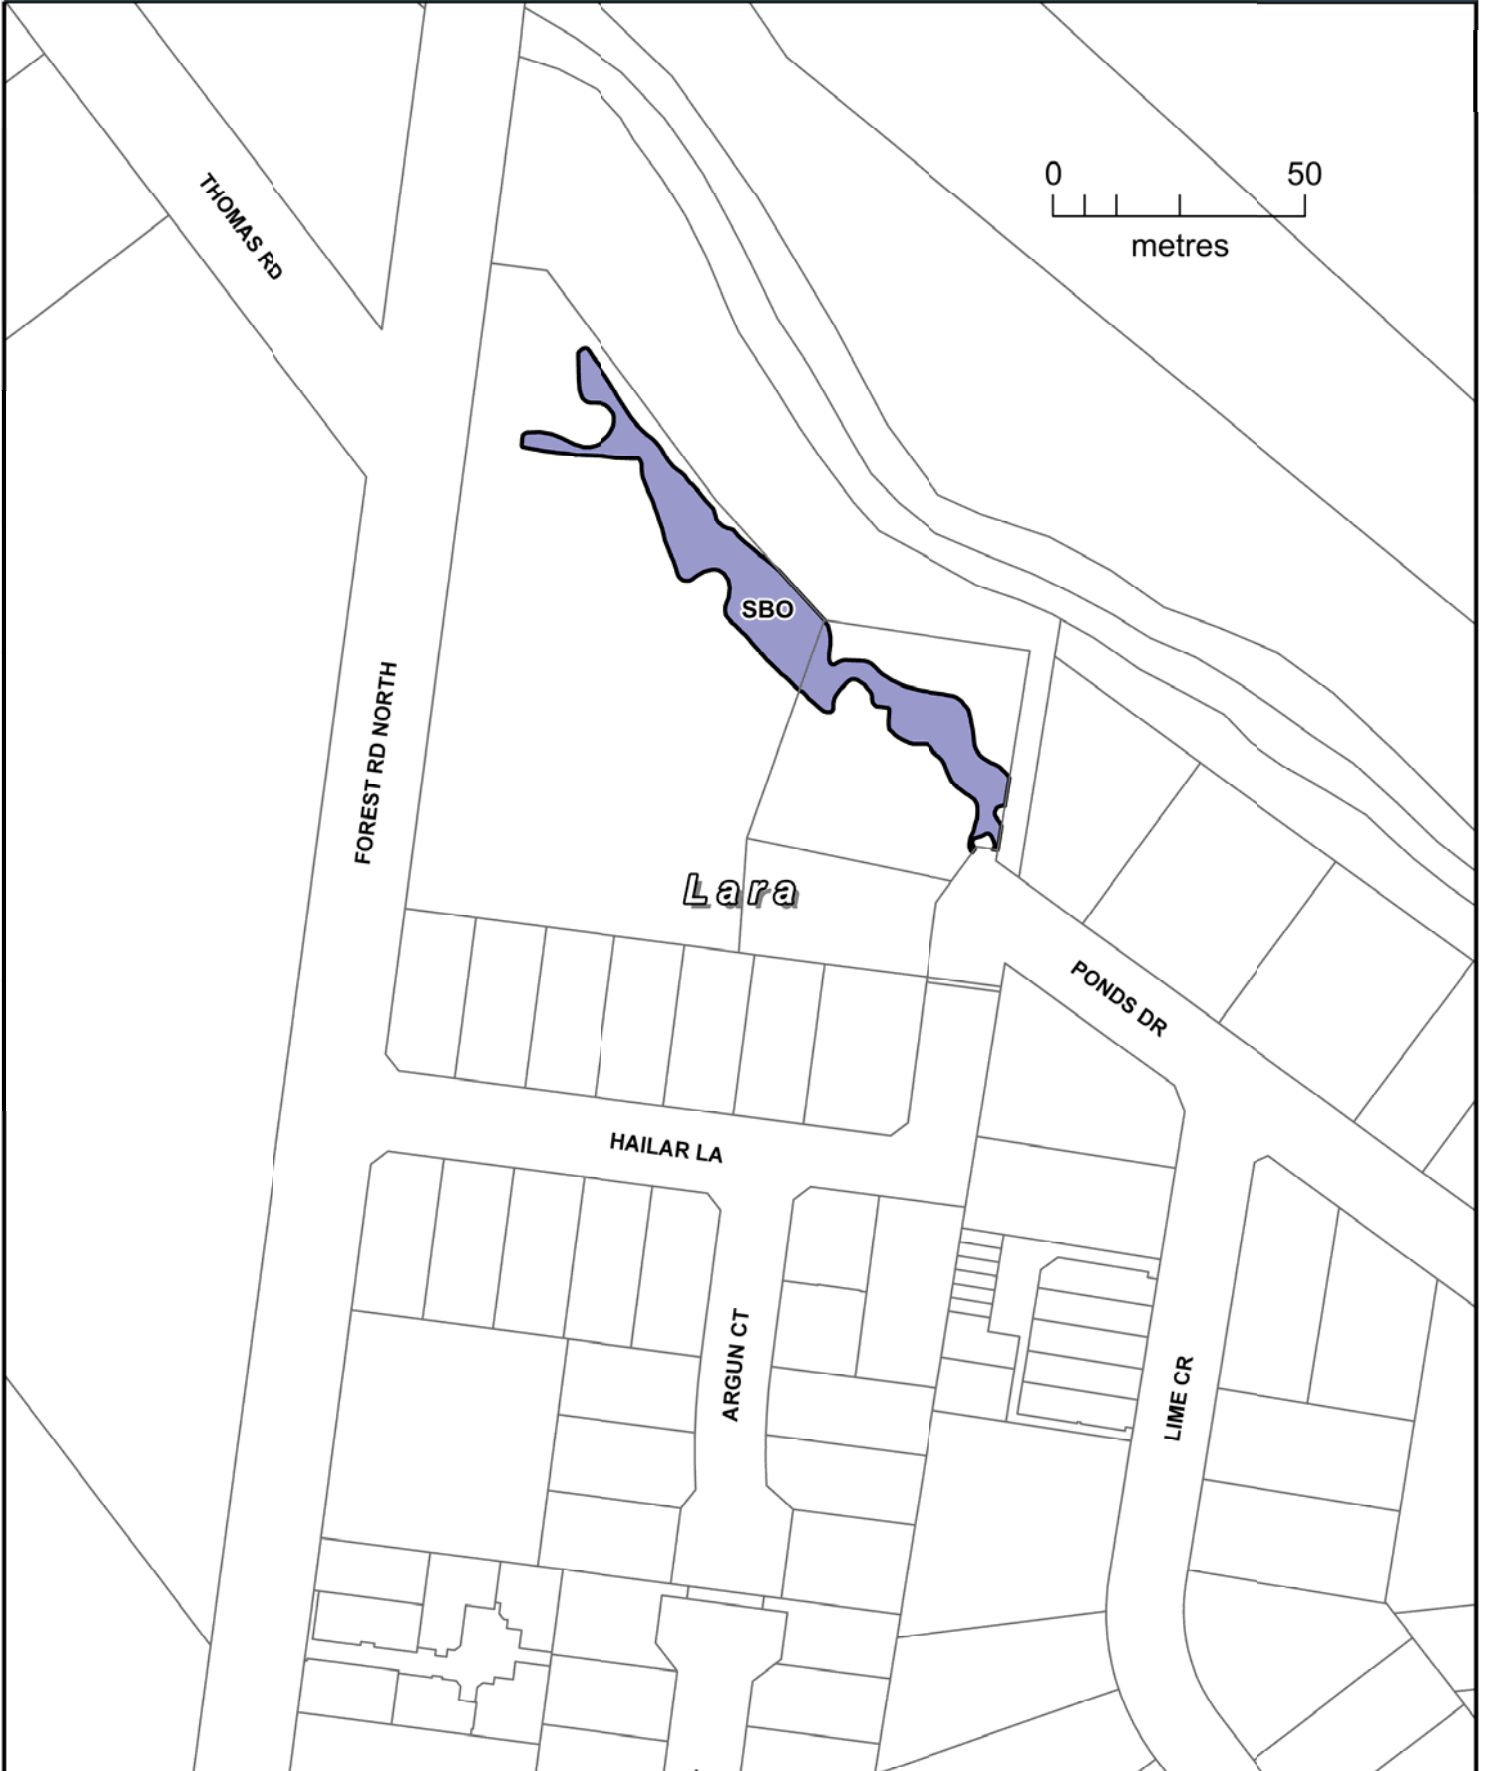 0 50
metres
THOMAS RD
SBO
FOREST RD NORTH
Lara
PONDS DR
HAILAR LA
ARGUN CT
LIME CR